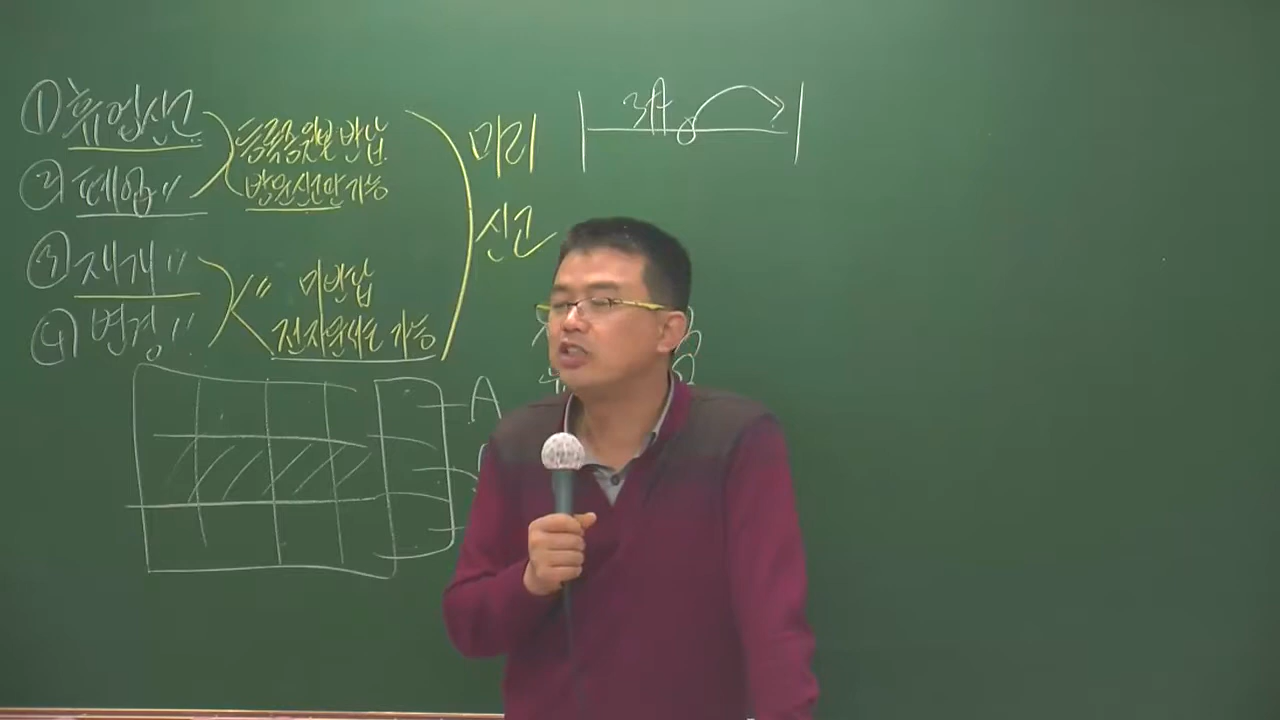 ① 휴업신고
② 폐업 〃
③ 재개 〃
④ 변경 〃
등록증 원본 반납
방문신고만 가능
〃 미반납
전자문서도 가능
미리
신고
3月
A